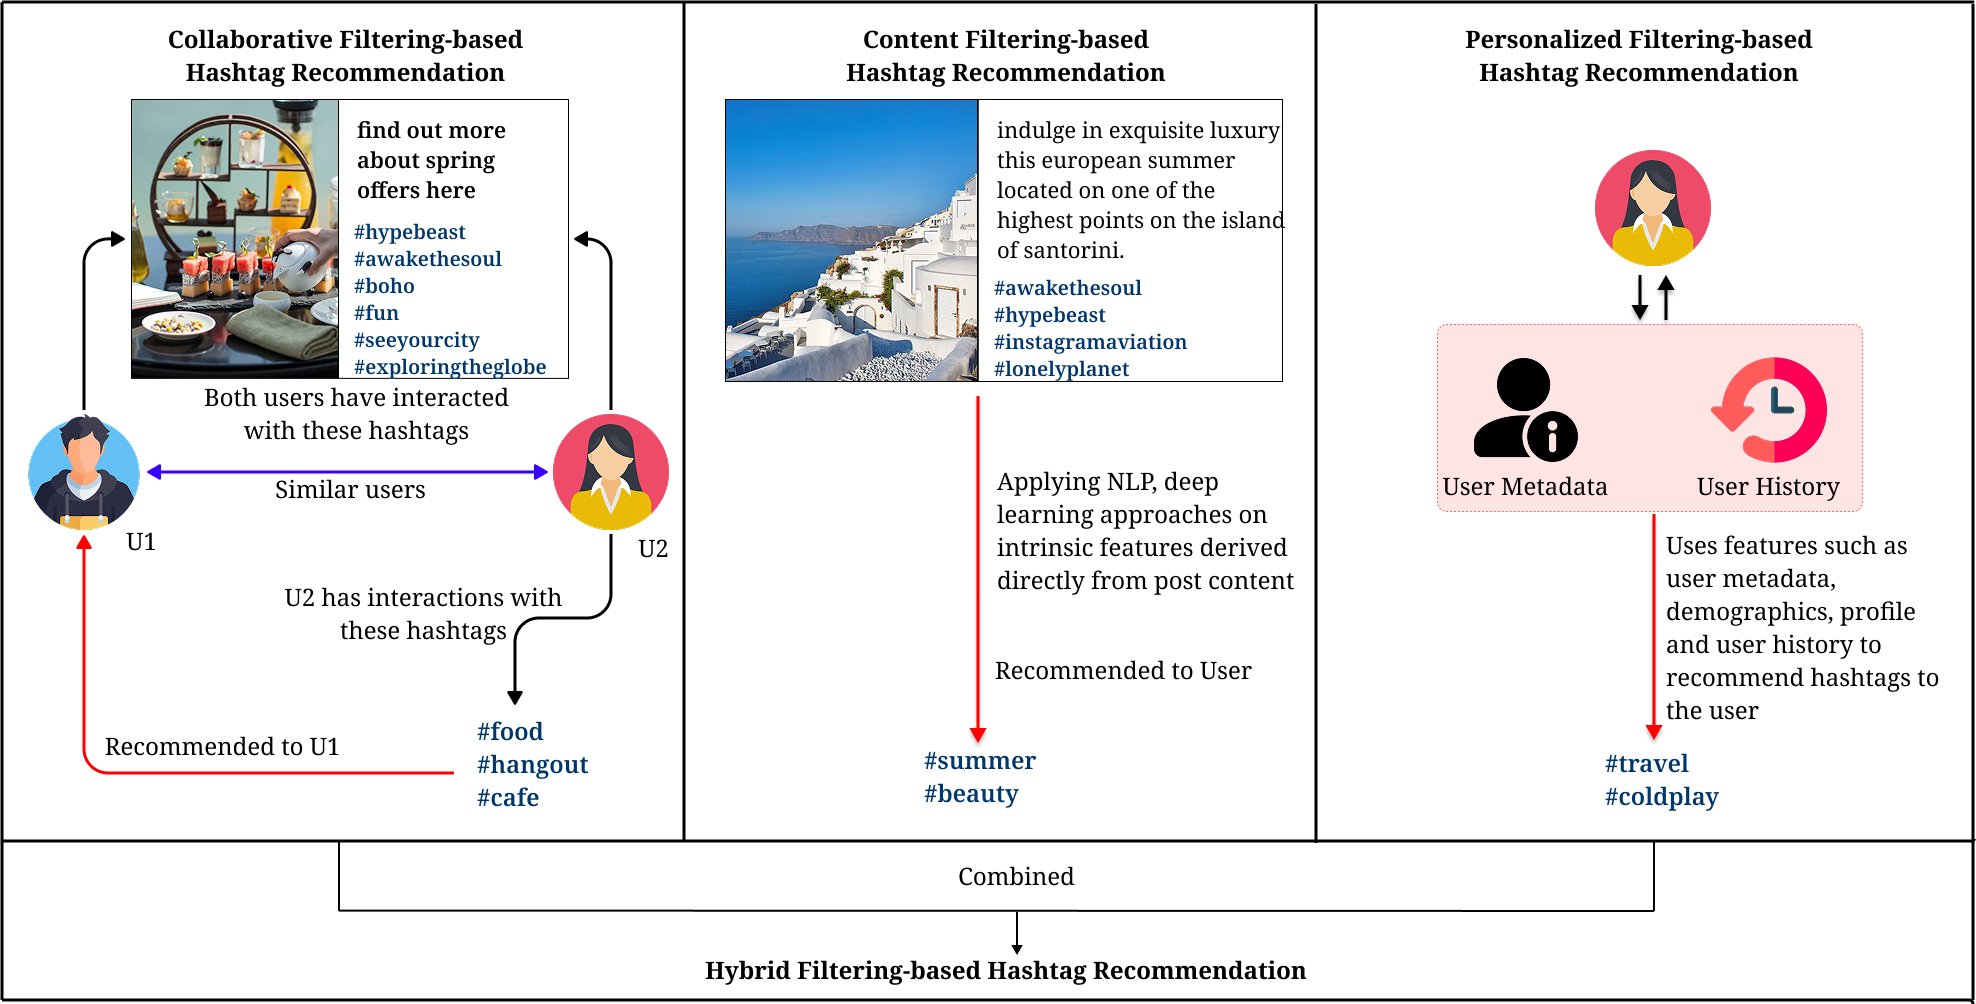 Collaborative Filtering-based
Hashtag Recommendation
find out more
about spring
offers here
#hypebeast
#awakethesoul
#boho
#fun
#seeyourcity
#exploringtheglobe
Both users have interacted
with these hashtags
Similar users
U1
U2
U2 has interactions with
these hashtags
Recommended to U1
#food
#hangout
#cafe
Content Filtering-based
Hashtag Recommendation
indulge in exquisite luxury
this european summer
located on one of the
highest points on the island
of santorini.
#awakethesoul
#hypebeast
#instagramaviation
#lonelyplanet
Applying NLP, deep
learning approaches on
intrinsic features derived
directly from post content
Recommended to User
#summer
#beauty
Personalized Filtering-based
Hashtag Recommendation
User Metadata
User History
Uses features such as
user metadata,
demographics, profile
and user history to
recommend hashtags to
the user
#travel
#coldplay
Combined
Hybrid Filtering-based Hashtag Recommendation